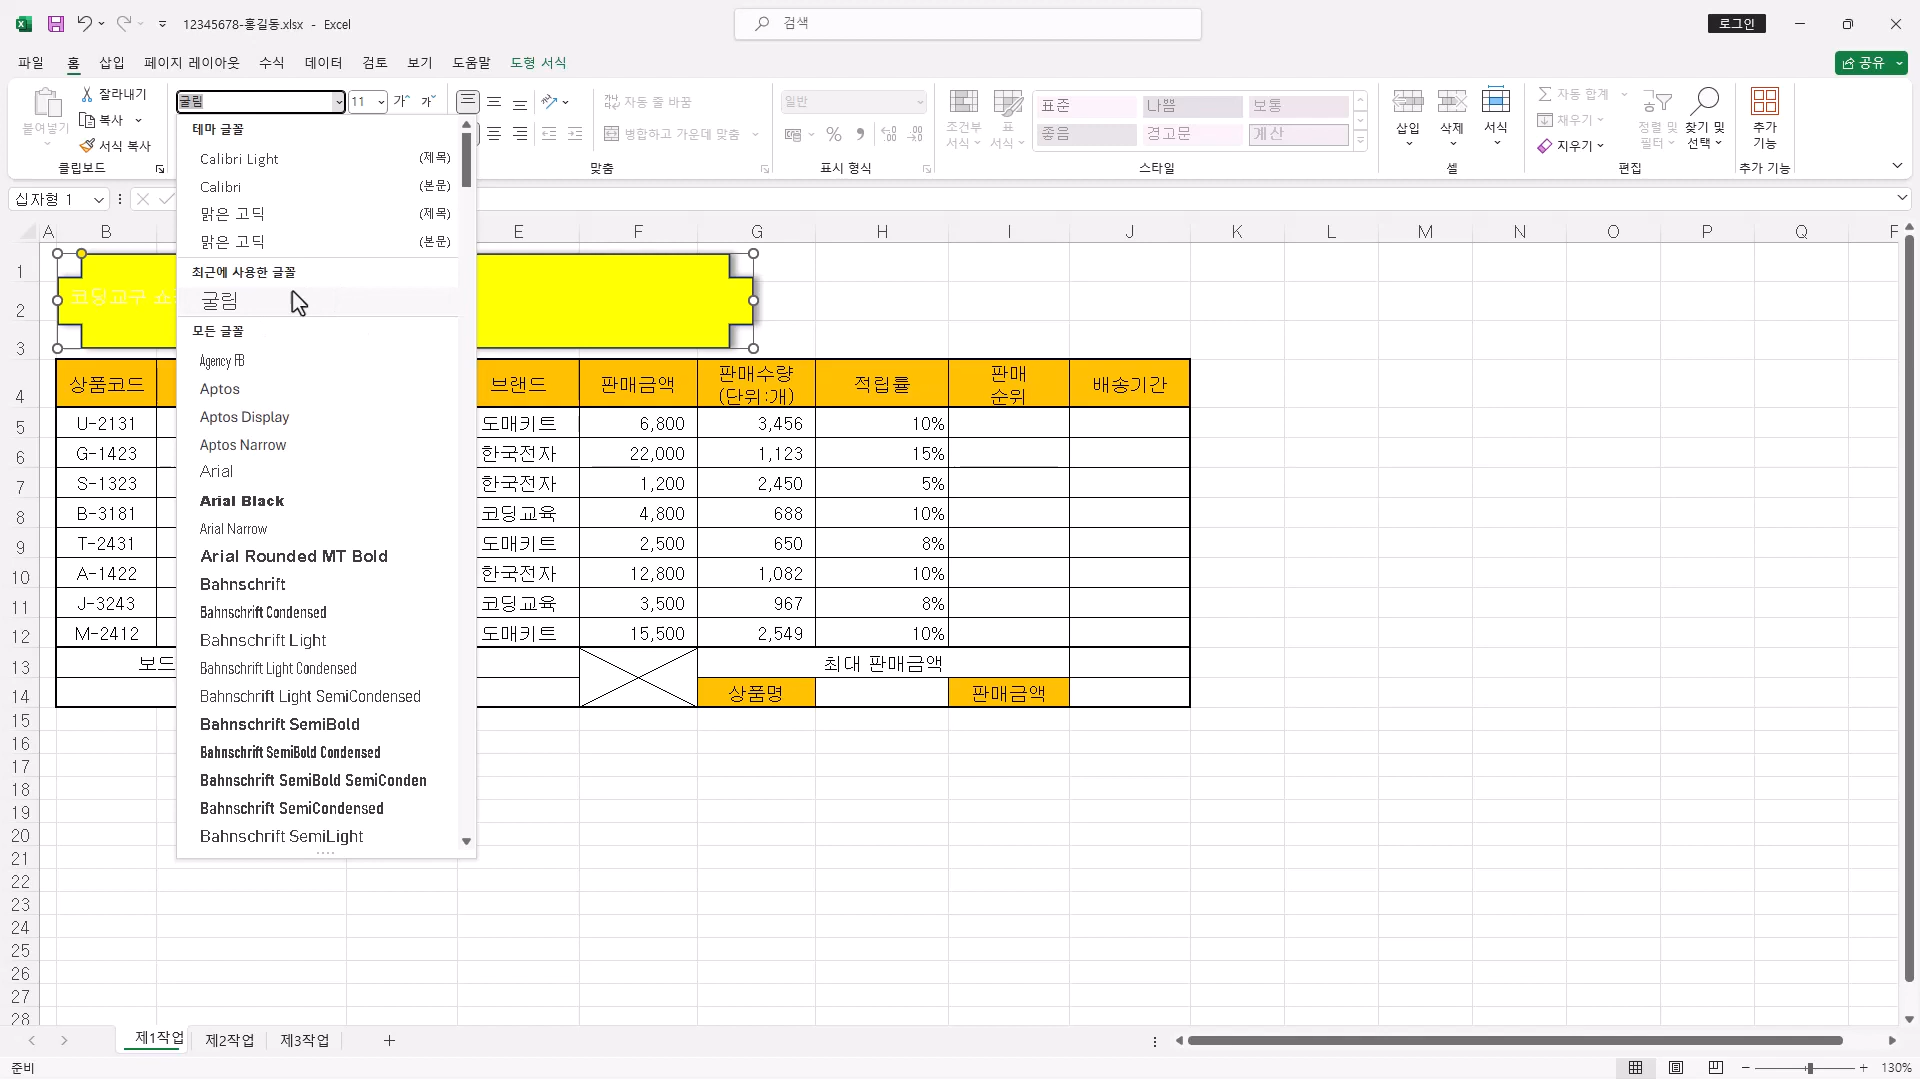 12345678-홍길동.xlsx - Excel
검색
로그인
파일 홈 삽입 페이지 레이아웃 수식 데이터 검토 보기 도움말 도형 서식
공유
붙여넣기
잘라내기
복사
서식 복사
클립보드
굴림 11
가 가
가나다 자동 줄 바꿈
병합하고 가운데 맞춤
맞춤
일반
표시 형식
조건부 서식
표 서식
표준 나쁨 보통
좋음 경고문 계산
스타일
삽입 삭제 서식
셀
자동 합계
채우기
지우기
정렬 및 필터
찾기 및 선택
편집
추가 기능
추가 기능
십자형 1
테마 글꼴
Calibri Light (제목)
Calibri (본문)
맑은 고딕 (제목)
맑은 고딕 (본문)
최근에 사용한 글꼴
굴림
모든 글꼴
Agency FB
Aptos
Aptos Display
Aptos Narrow
Arial
Arial Black
Arial Narrow
Arial Rounded MT Bold
Bahnschrift
Bahnschrift Condensed
Bahnschrift Light
Bahnschrift Light Condensed
Bahnschrift Light SemiCondensed
Bahnschrift SemiBold
Bahnschrift SemiBold Condensed
Bahnschrift SemiBold SemiConden
Bahnschrift SemiCondensed
Bahnschrift SemiLight
A B E F G H I J K L M N O P Q R
1
2 코딩교구
3
4 상품코드 브랜드 판매금액 판매수량 (단위:개) 적립률 판매 순위 배송기간
5 U-2131 도매키트 6,800 3,456 10%
6 G-1423 한국전자 22,000 1,123 15%
7 S-1323 한국전자 1,200 2,450 5%
8 B-3181 코딩교육 4,800 688 10%
9 T-2431 도매키트 2,500 650 8%
10 A-1422 한국전자 12,800 1,082 10%
11 J-3243 코딩교육 3,500 967 8%
12 M-2412 도매키트 15,500 2,549 10%
13 보드 최대 판매금액
14 상품명 판매금액
15
16
17
18
19
20
21
22
23
24
25
26
27
28
제1작업 제2작업 제3작업
준비
130%